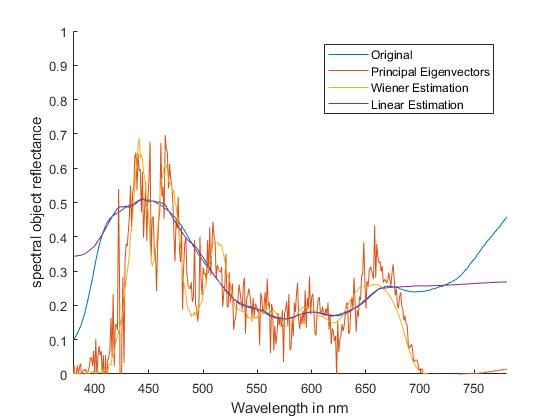 1
0.9
0.8
0.7
0.6
0.5
0.4
0.3
0.2
0.1
0
spectral object reflectance
Original
Principal Eigenvectors
Wiener Estimation
Linear Estimation
400 450 500 550 600 650 700 750
Wavelength in nm